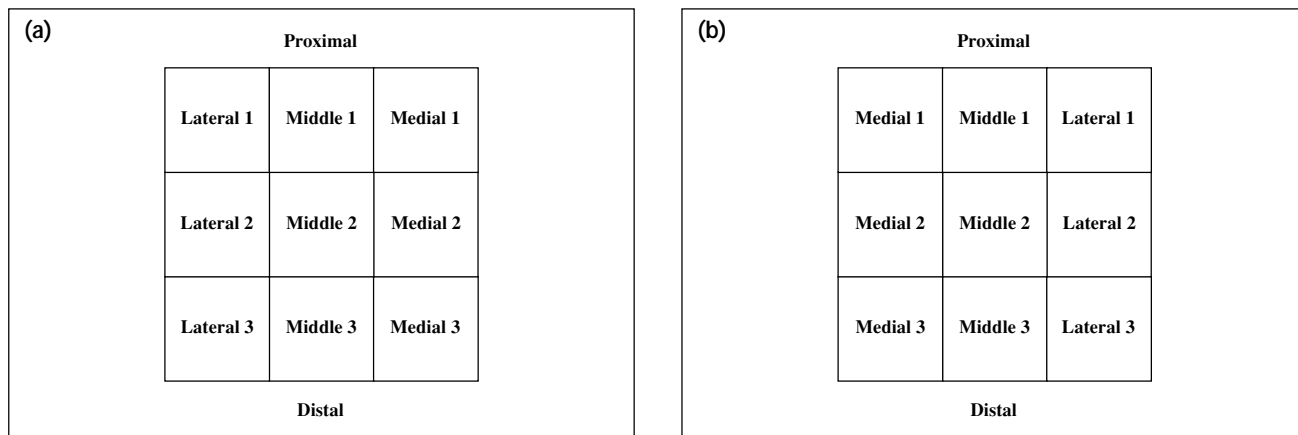 (a)
Proximal
Lateral 1 Middle 1 Medial 1
Lateral 2 Middle 2 Medial 2
Lateral 3 Middle 3 Medial 3
Distal
(b)
Proximal
Medial 1 Middle 1 Lateral 1
Medial 2 Middle 2 Lateral 2
Medial 3 Middle 3 Lateral 3
Distal